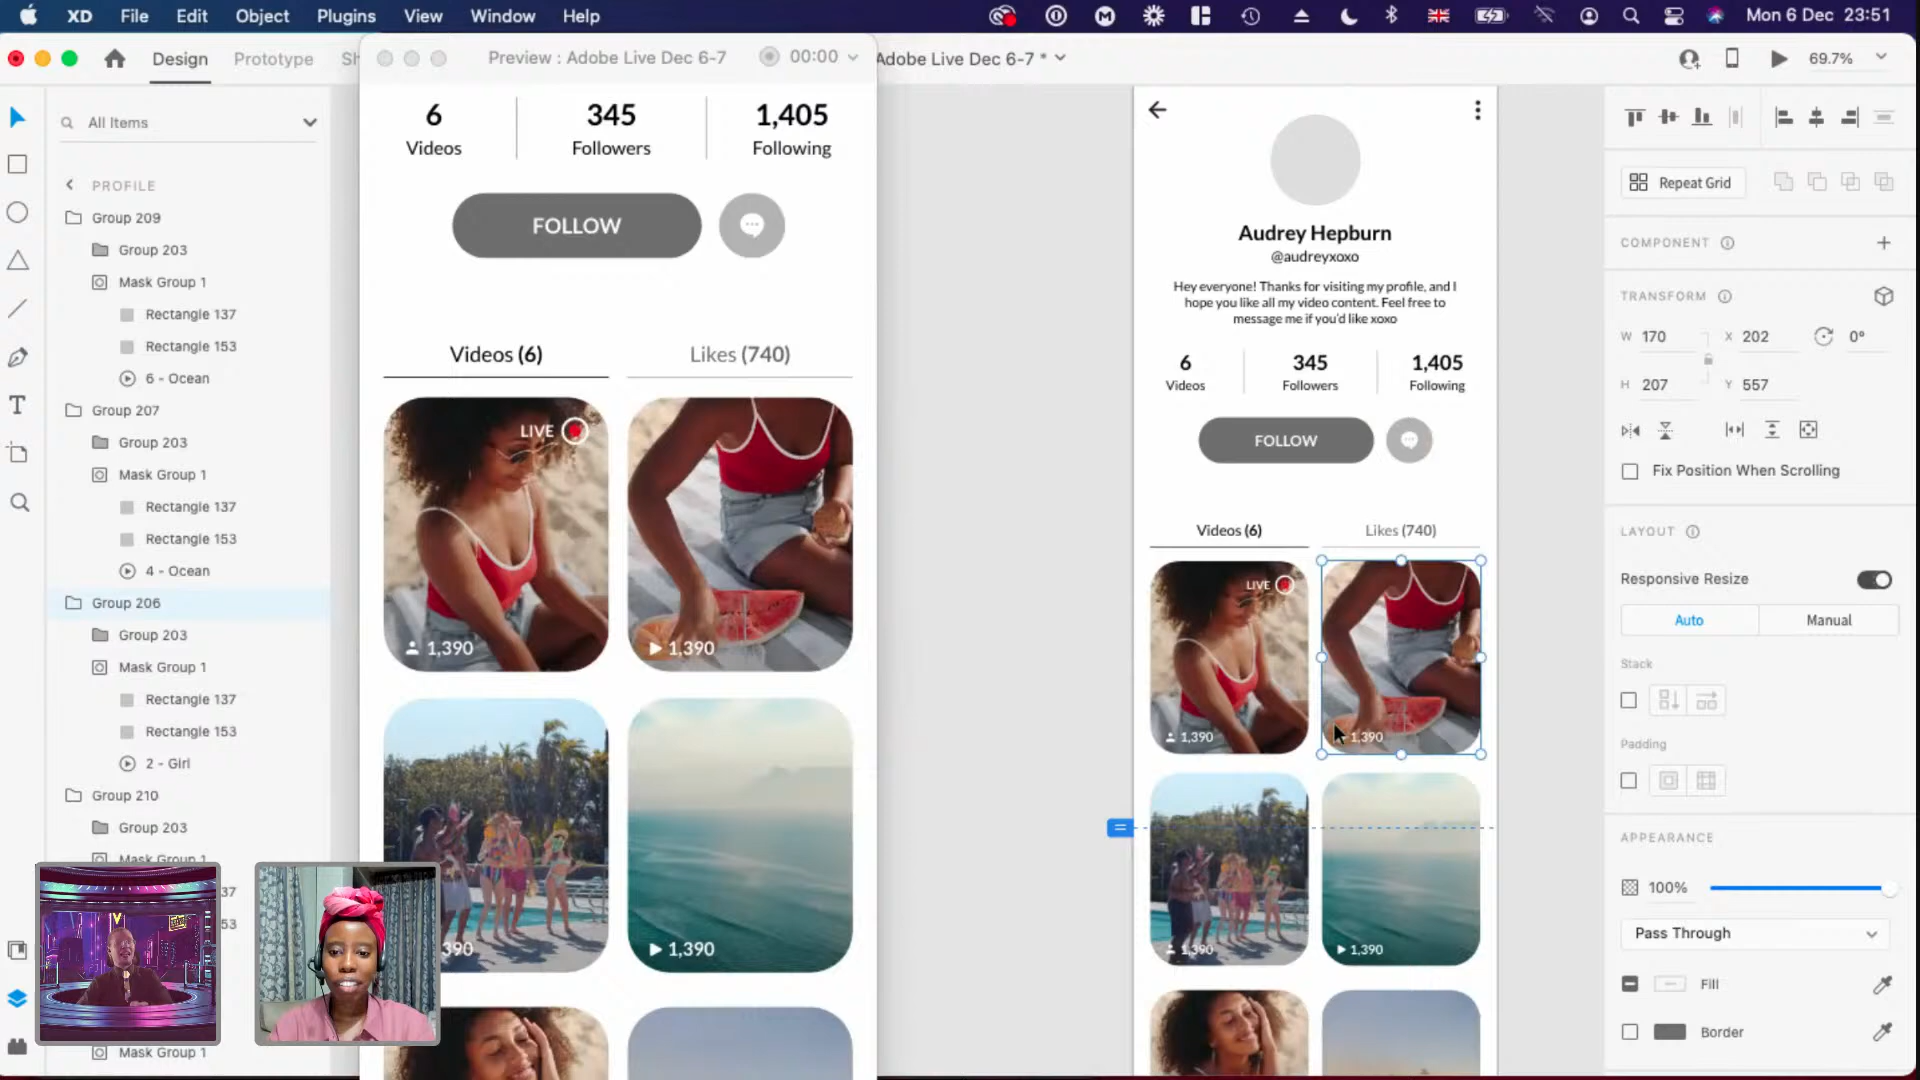 XD File Edit Object Plugins View Window Help Mon 6 Dec 23:51
Design Prototype Preview : Adobe Live Dec 6-7 00:00 Adobe Live Dec 6-7 * 69.7%
All Items
PROFILE
Group 209
Group 203
Mask Group 1
Rectangle 137
Rectangle 153
6 - Ocean
Group 207
Group 203
Mask Group 1
Rectangle 137
Rectangle 153
4 - Ocean
Group 206
Group 203
Mask Group 1
Rectangle 137
Rectangle 153
2 - Girl
Group 210
Group 203
Mask Group 1
37
53
Mask Group 1
6 345 1,405
Videos Followers Following
FOLLOW
Videos (6) Likes (740)
LIVE
1,390 1,390
390 1,390
Audrey Hepburn
@audreyxoxo
Hey everyone! Thanks for visiting my profile, and I
hope you like all my video content. Feel free to
message me if you'd like xoxo
6 345 1,405
Videos Followers Following
FOLLOW
Videos (6) Likes (740)
LIVE
1,390 1,390
1,390 1,390
Repeat Grid
COMPONENT
TRANSFORM
W 170 X 202 0°
H 207 Y 557
Fix Position When Scrolling
LAYOUT
Responsive Resize
Auto Manual
Stack
Padding
APPEARANCE
100%
Pass Through
Fill
Border